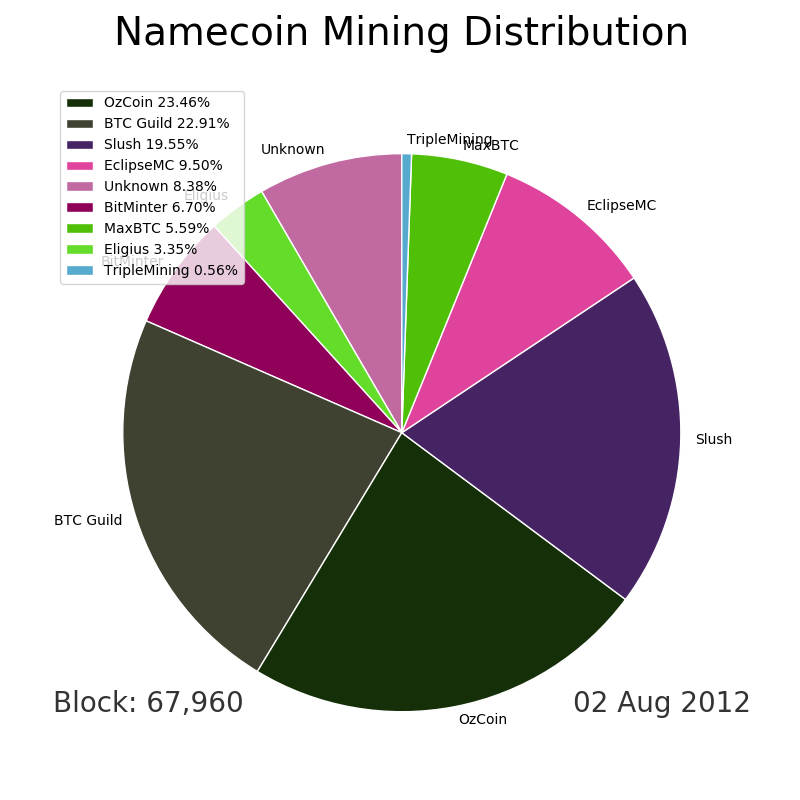 Namecoin Mining Distribution
OzCoin 23.46%
BTC Guild 22.91%
Slush 19.55%
EclipseMC 9.50%
Unknown 8.38%
BitMinter 6.70%
MaxBTC 5.59%
Eligius 3.35%
TripleMining 0.56%
TripleMining
MaxBTC
Unknown
Eligius
EclipseMC
BitMinter
Slush
BTC Guild
OzCoin
Block: 67,960
02 Aug 2012